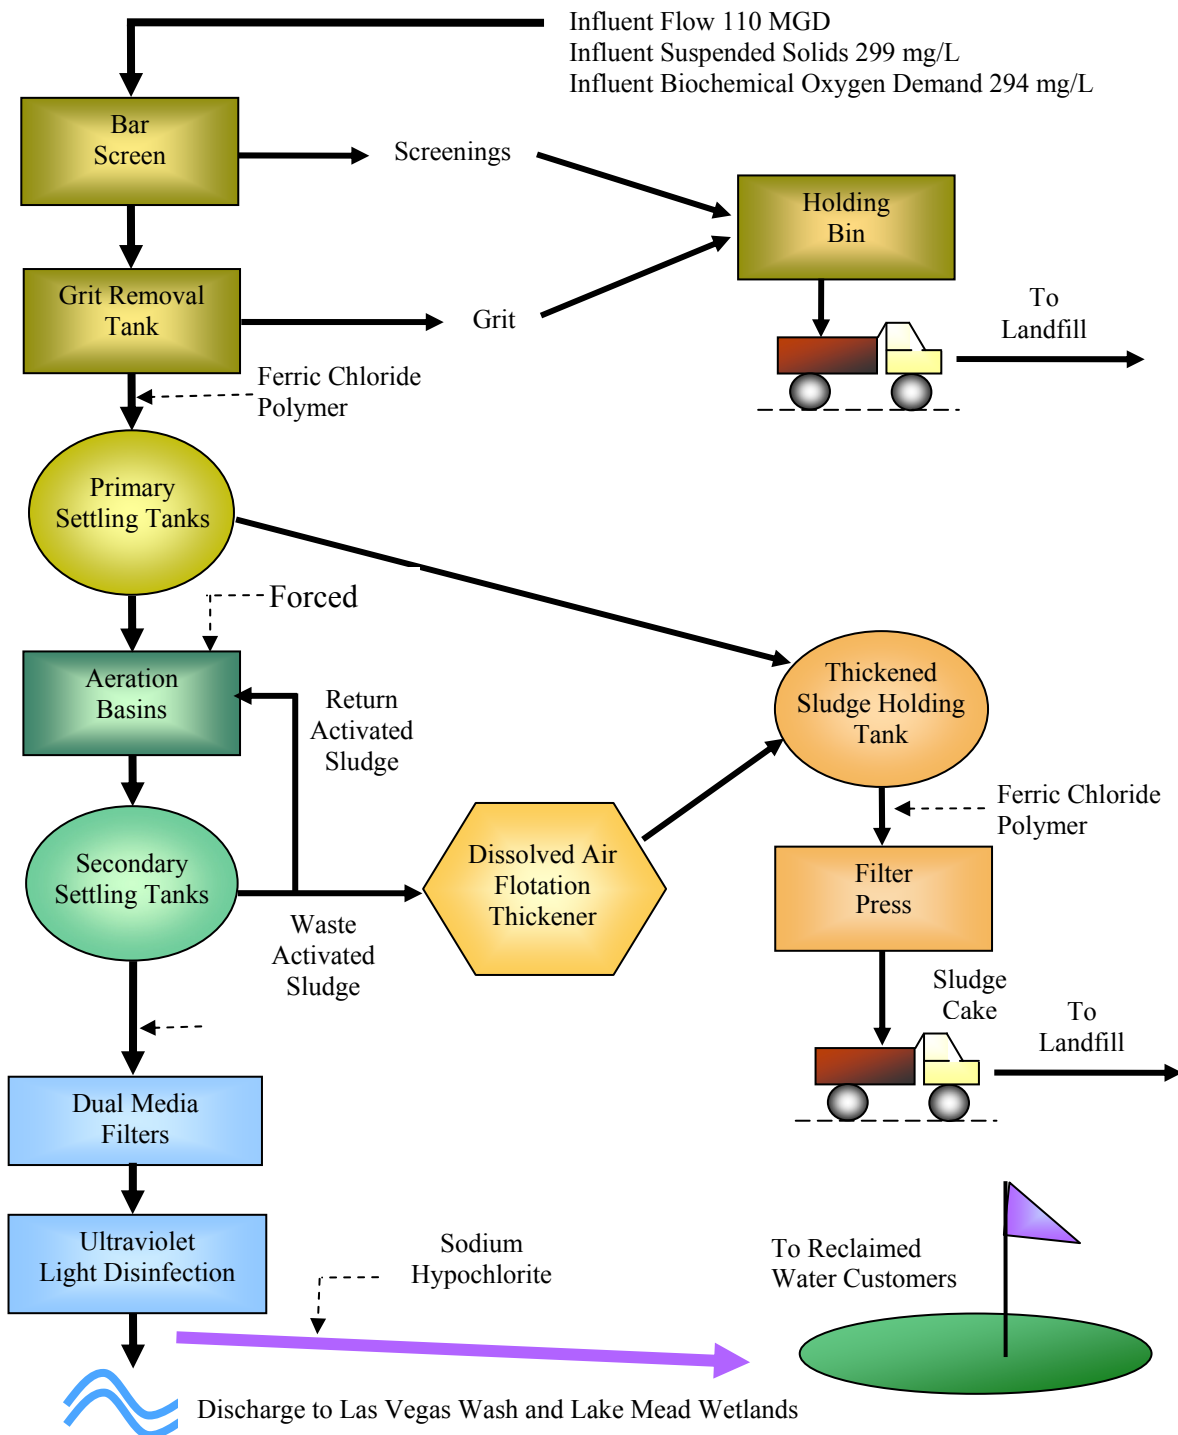 Influent Flow 110 MGD
Influent Suspended Solids 299 mg/L
Influent Biochemical Oxygen Demand 294 mg/L
Bar
Screen
Screenings
Holding
Bin
Grit Removal
Tank
Grit
To
Landfill
Ferric Chloride
Polymer
Primary
Settling Tanks
Forced
Aeration
Basins
Return
Activated
Sludge
Thickened
Sludge Holding
Tank
Ferric Chloride
Polymer
Secondary
Settling Tanks
Dissolved Air
Flotation
Thickener
Filter
Press
Waste
Activated
Sludge
Sludge
Cake
To
Landfill
Dual Media
Filters
Ultraviolet
Light Disinfection
Sodium
Hypochlorite
To Reclaimed
Water Customers
Discharge to Las Vegas Wash and Lake Mead Wetlands